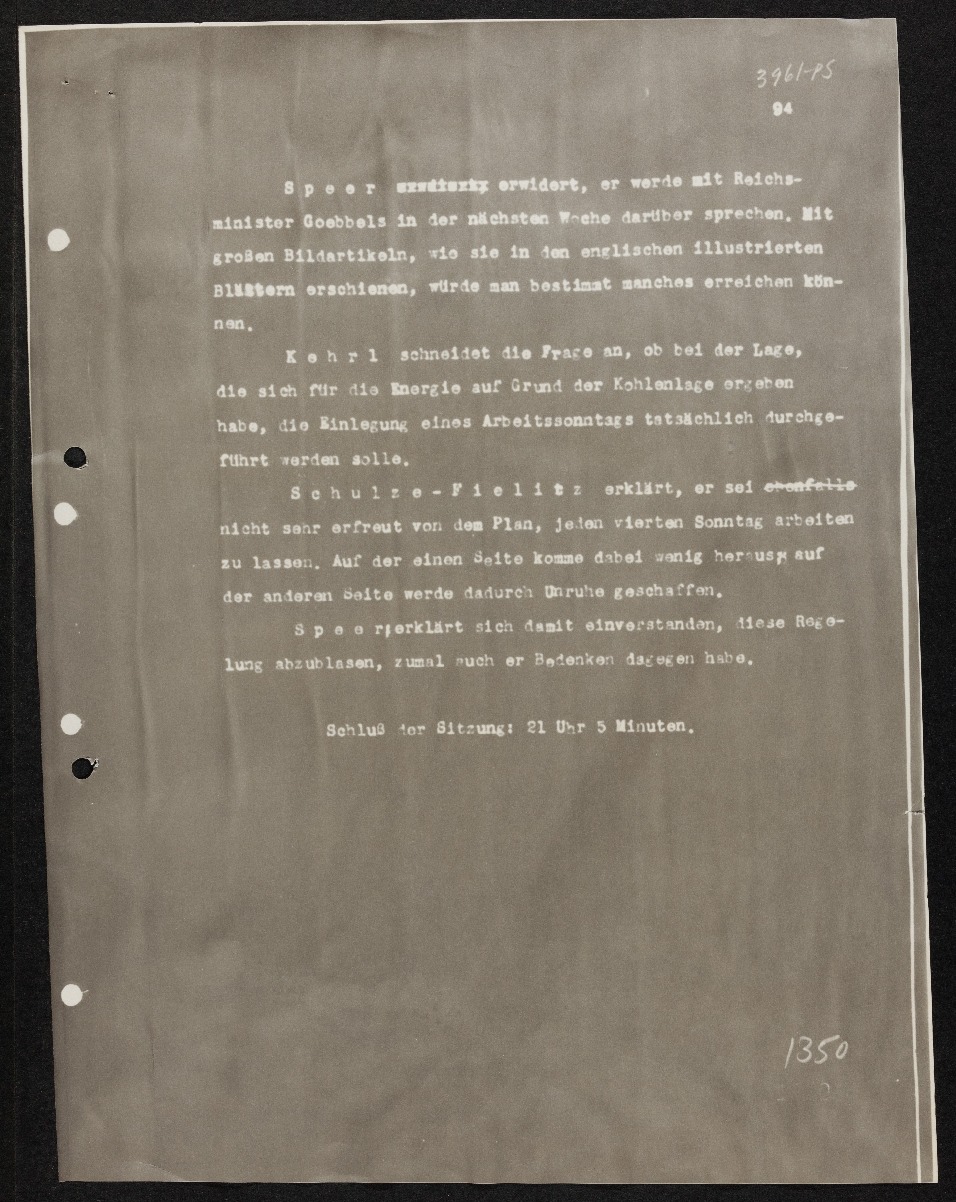 3961-PS
94
S p e e r erwidert, er werde mit Reichs-
minister Goebbels in der nächsten Woche darüber sprechen. Mit
großen Bildartikeln, wie sie in den englischen illustrierten
Blättern erschienen, würde man bestimmt manches erreichen kön-
nen.
K e h r l schneidet die Frage an, ob bei der Lage,
die sich für die Energie auf Grund der Kohlenlage ergeben
habe, die Einlegung eines Arbeitssonntags tatsächlich durchge-
führt werden solle.
S c h u l z e - F i e l i t z erklärt, er sei ebenfalls
nicht sehr erfreut von dem Plan, jeden vierten Sonntag arbeiten
zu lassen. Auf der einen Seite komme dabei wenig heraus, auf
der anderen Seite werde dadurch Unruhe geschaffen.
S p e e r erklärt sich damit einverstanden, diese Rege-
lung abzublasen, zumal auch er Bedenken dagegen habe.
Schluß der Sitzung: 21 Uhr 5 Minuten.
1350